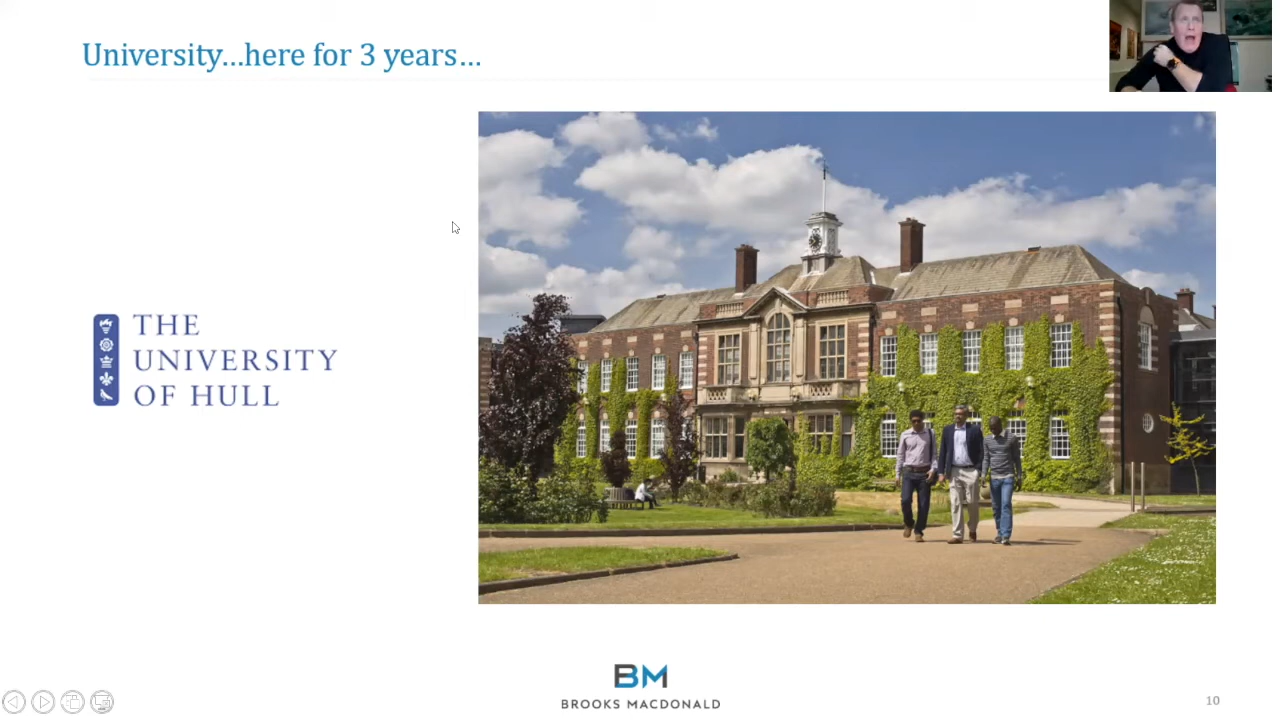 University...here for 3 years...
THE
UNIVERSITY
OF HULL
BM
BROOKS MACDONALD
10